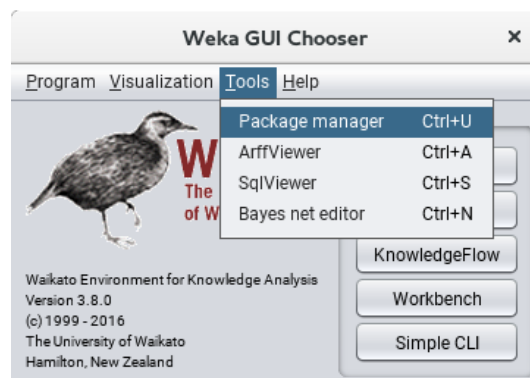 Weka GUI Chooser ×
Program Visualization Tools Help
Package manager Ctrl+U
ArffViewer Ctrl+A
SqlViewer Ctrl+S
Bayes net editor Ctrl+N
W
The
of W
KnowledgeFlow
Workbench
Simple CLI
Waikato Environment for Knowledge Analysis
Version 3.8.0
(c) 1999 - 2016
The University of Waikato
Hamilton, New Zealand